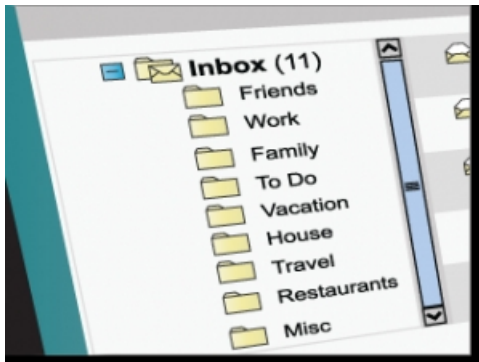 Inbox (11)
Friends
Work
Family
To Do
Vacation
House
Travel
Restaurants
Misc